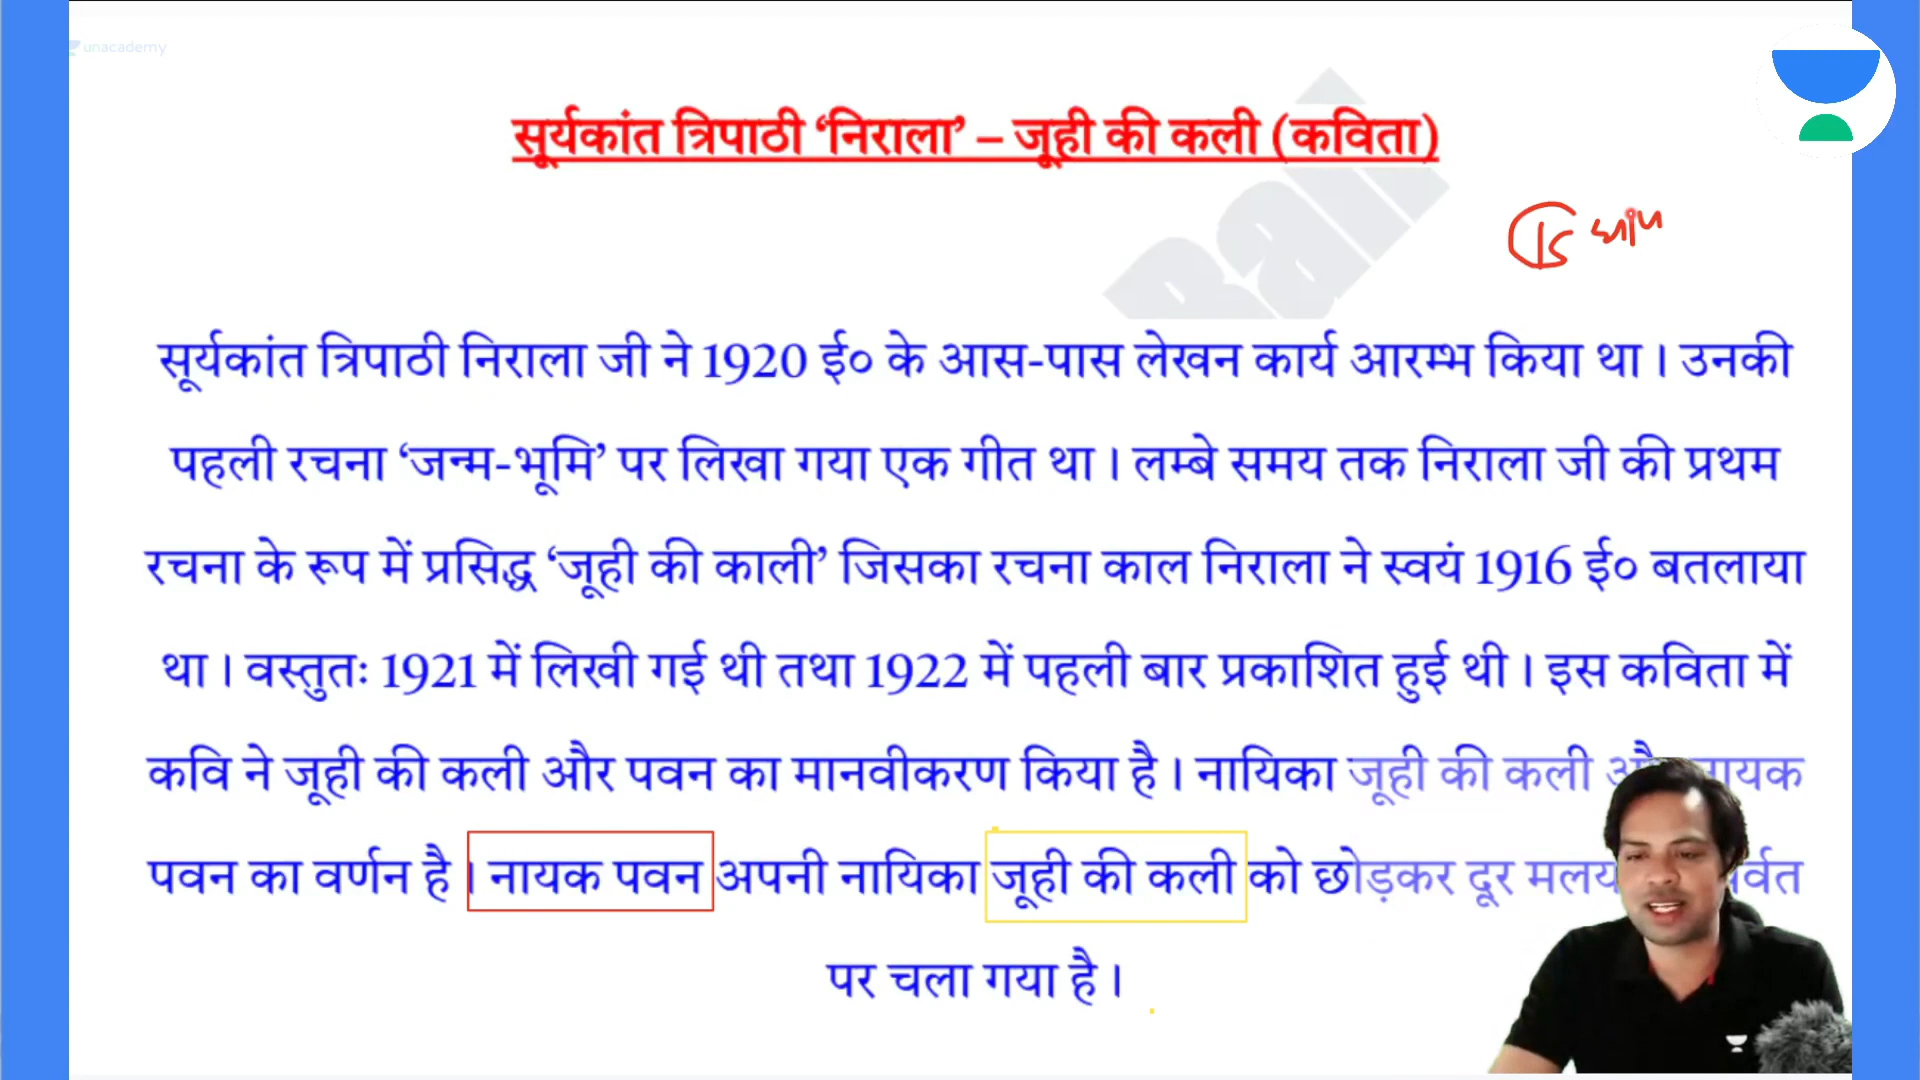 unacademy
सूर्यकांत त्रिपाठी ‘निराला’ – जूही की कली (कविता)
सूर्यकांत त्रिपाठी निराला जी ने 1920 ई० के आस-पास लेखन कार्य आरम्भ किया था । उनकी
पहली रचना ‘जन्म-भूमि’ पर लिखा गया एक गीत था । लम्बे समय तक निराला जी की प्रथम
रचना के रूप में प्रसिद्ध ‘जूही की काली’ जिसका रचना काल निराला ने स्वयं 1916 ई० बतलाया
था । वस्तुतः 1921 में लिखी गई थी तथा 1922 में पहली बार प्रकाशित हुई थी । इस कविता में
कवि ने जूही की कली और पवन का मानवीकरण किया है । नायिका जूही की कली
पवन का वर्णन है । नायक पवन अपनी नायिका जूही की कली को छोड़कर दूर
पर चला गया है ।